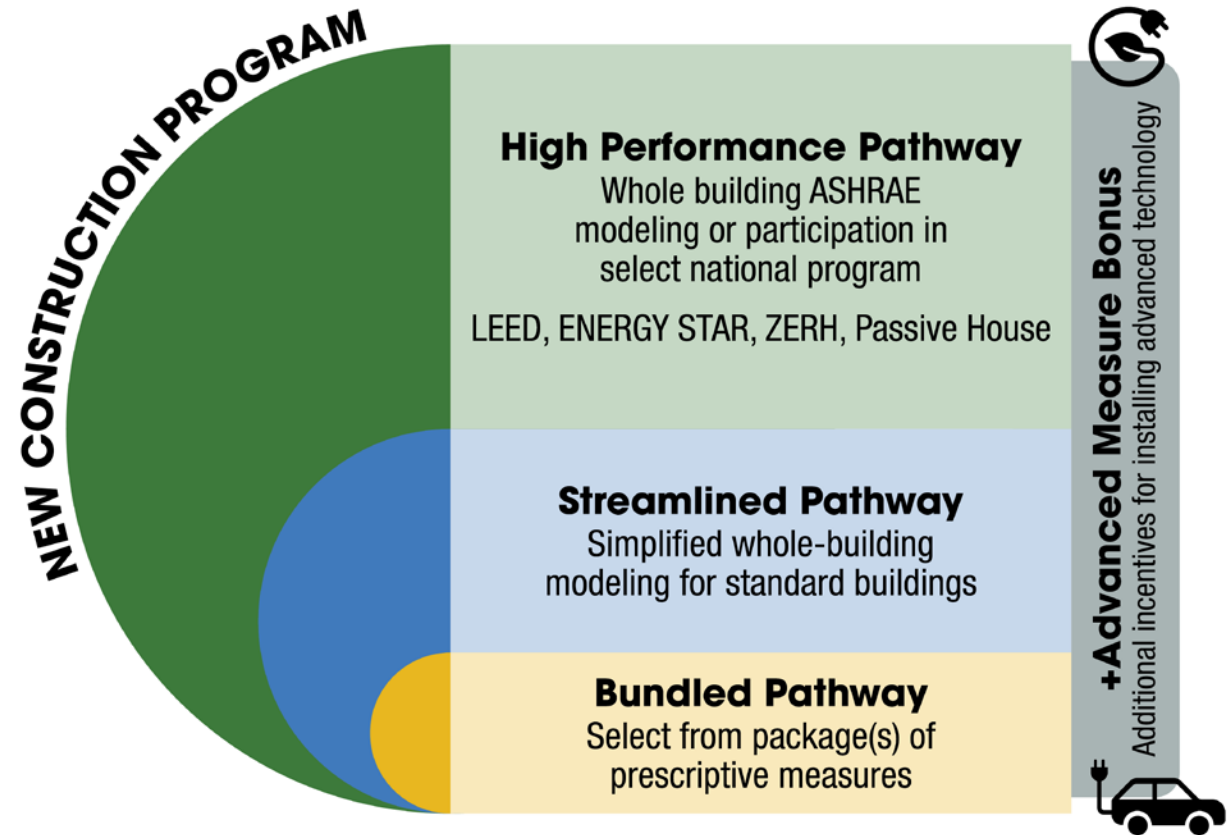 NEW CONSTRUCTION PROGRAM
High Performance Pathway
Whole building ASHRAE
modeling or participation in
select national program
LEED, ENERGY STAR, ZERH, Passive House
Streamlined Pathway
Simplified whole-building
modeling for standard buildings
Bundled Pathway
Select from package(s) of
prescriptive measures
+Advanced Measure Bonus
Additional incentives for installing advanced technology